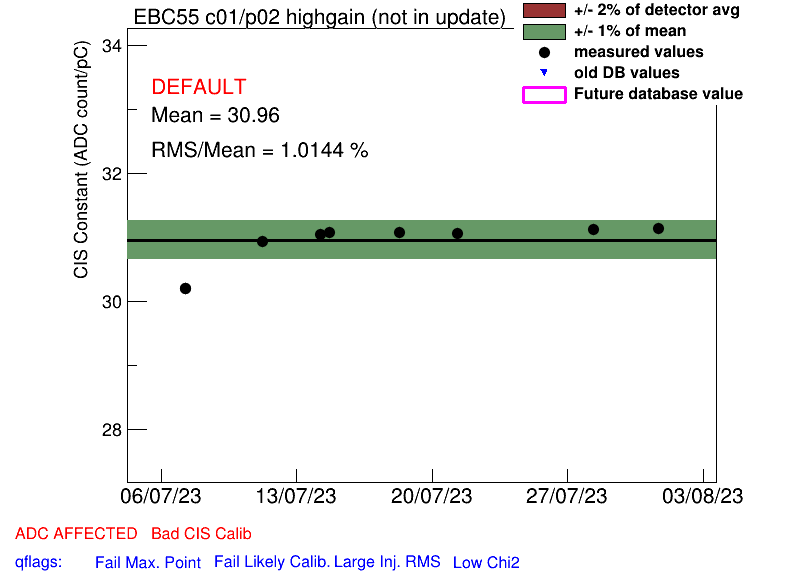 EBC55 c01/p02 highgain (not in update)
+/- 2% of detector avg
+/- 1% of mean
measured values
old DB values
Future database value
DEFAULT
Mean = 30.96
RMS/Mean = 1.0144 %
CIS Constant (ADC count/pC)
34
32
30
28
06/07/23 13/07/23 20/07/23 27/07/23 03/08/23
ADC AFFECTED Bad CIS Calib
qflags: Fail Max. Point Fail Likely Calib. Large Inj. RMS Low Chi2